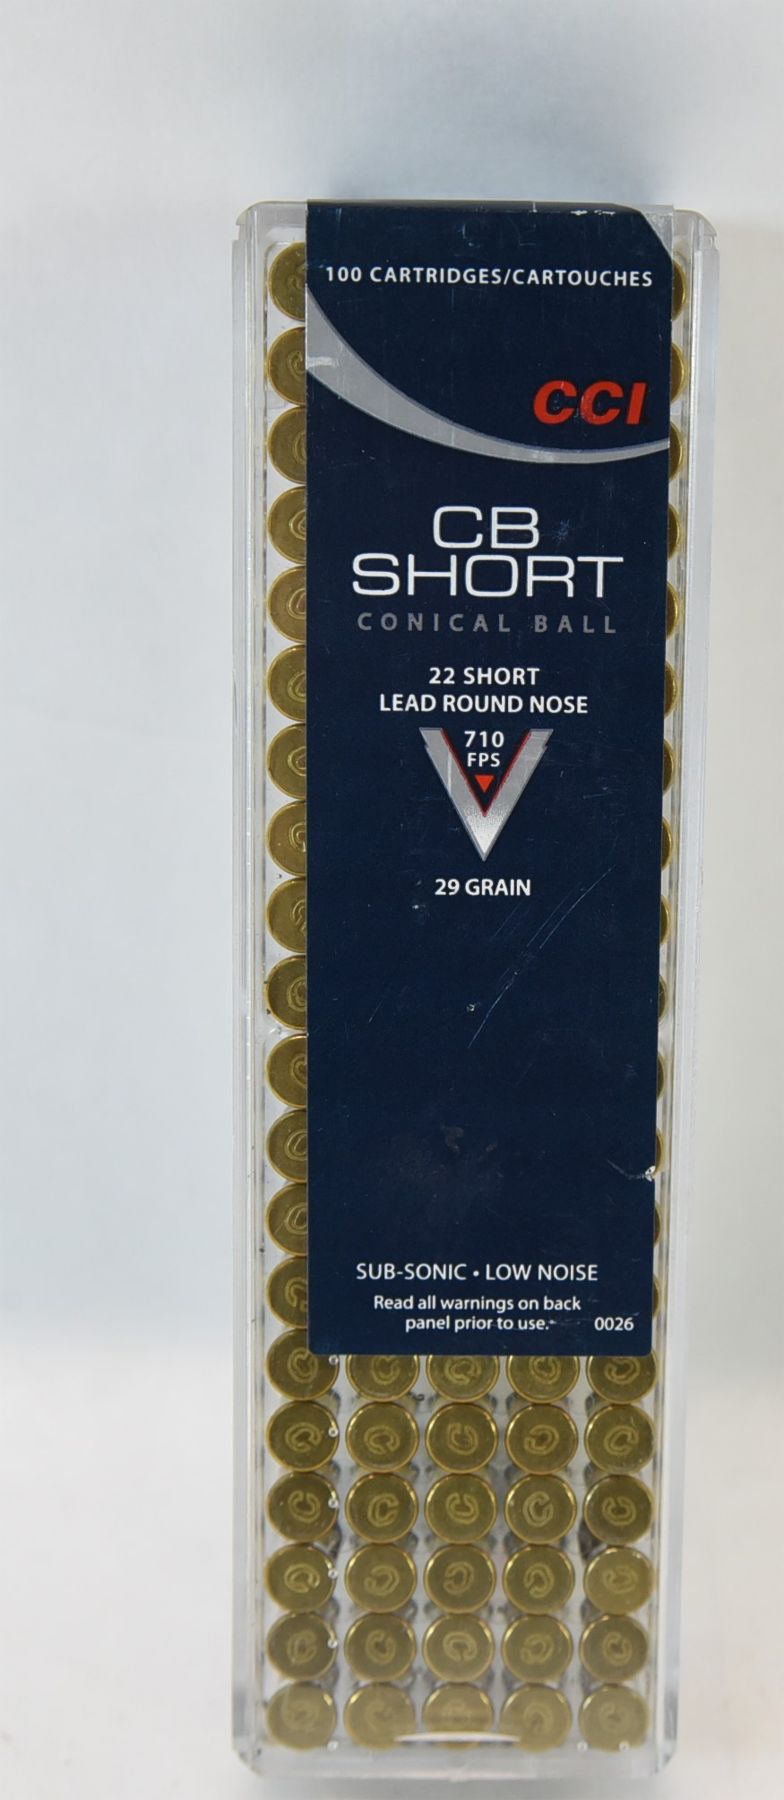 100 CARTRIDGES/CARTOUCHES
CCI
CB
SHORT
CONICAL BALL
22 SHORT
LEAD ROUND NOSE
710
FPS
29 GRAIN
SUB-SONIC • LOW NOISE
Read all warnings on back
panel prior to use. 0026